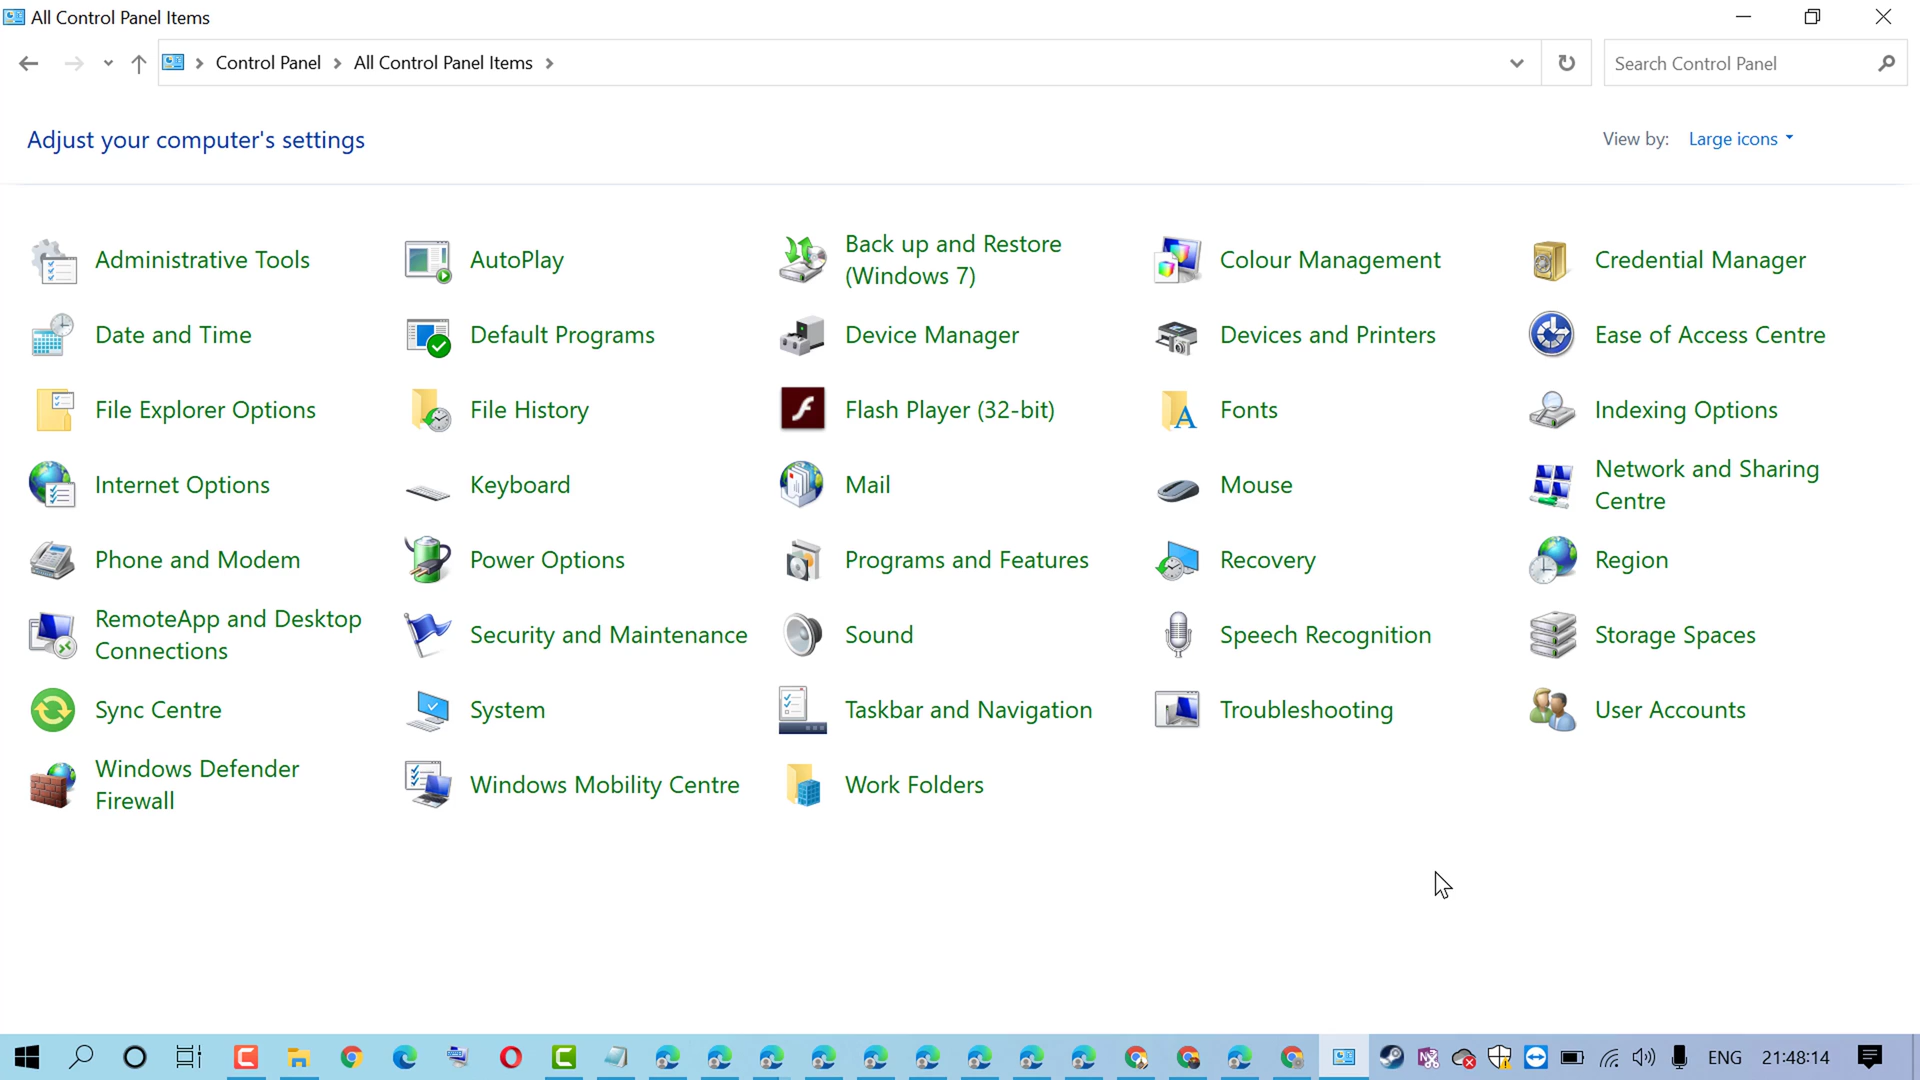 All Control Panel Items
Control Panel
All Control Panel Items
Search Control Panel
Adjust your computer's settings
View by:
Large icons
Administrative Tools
AutoPlay
Back up and Restore
(Windows 7)
Colour Management
Credential Manager
Date and Time
Default Programs
Device Manager
Devices and Printers
Ease of Access Centre
File Explorer Options
File History
Flash Player (32-bit)
Fonts
Indexing Options
Internet Options
Keyboard
Mail
Mouse
Network and Sharing
Centre
Phone and Modem
Power Options
Programs and Features
Recovery
Region
RemoteApp and Desktop
Connections
Security and Maintenance
Sound
Speech Recognition
Storage Spaces
Sync Centre
System
Taskbar and Navigation
Troubleshooting
User Accounts
Windows Defender
Firewall
Windows Mobility Centre
Work Folders
ENG
21:48:14